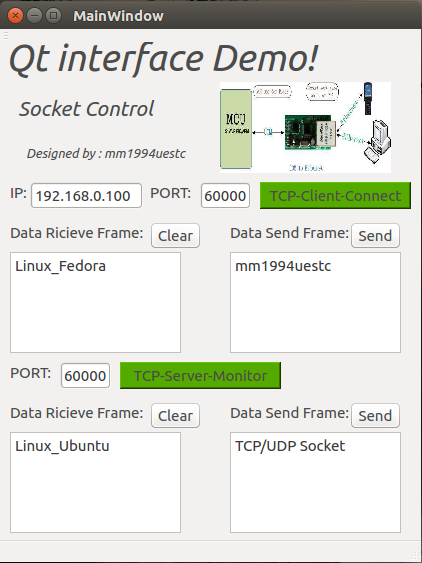 MainWindow
Qt interface Demo!
Socket Control
MCU
Designed by : mm1994uestc
IP: 192.168.0.100 PORT: 60000 TCP-Client-Connect
Data Ricieve Frame: Clear Data Send Frame: Send
Linux_Fedora mm1994uestc
PORT: 60000 TCP-Server-Monitor
Data Ricieve Frame: Clear Data Send Frame: Send
Linux_Ubuntu TCP/UDP Socket